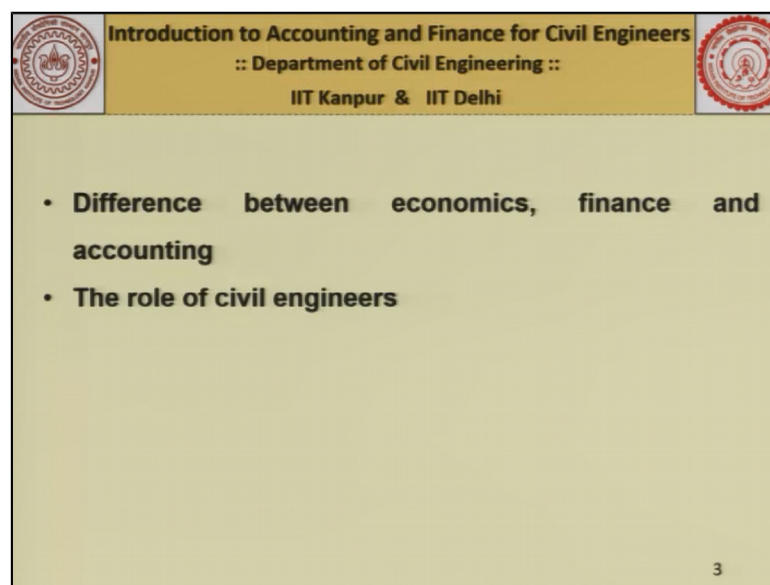 Introduction to Accounting and Finance for Civil Engineers
:: Department of Civil Engineering ::
IIT Kanpur & IIT Delhi
• Difference between economics, finance and
accounting
• The role of civil engineers
3